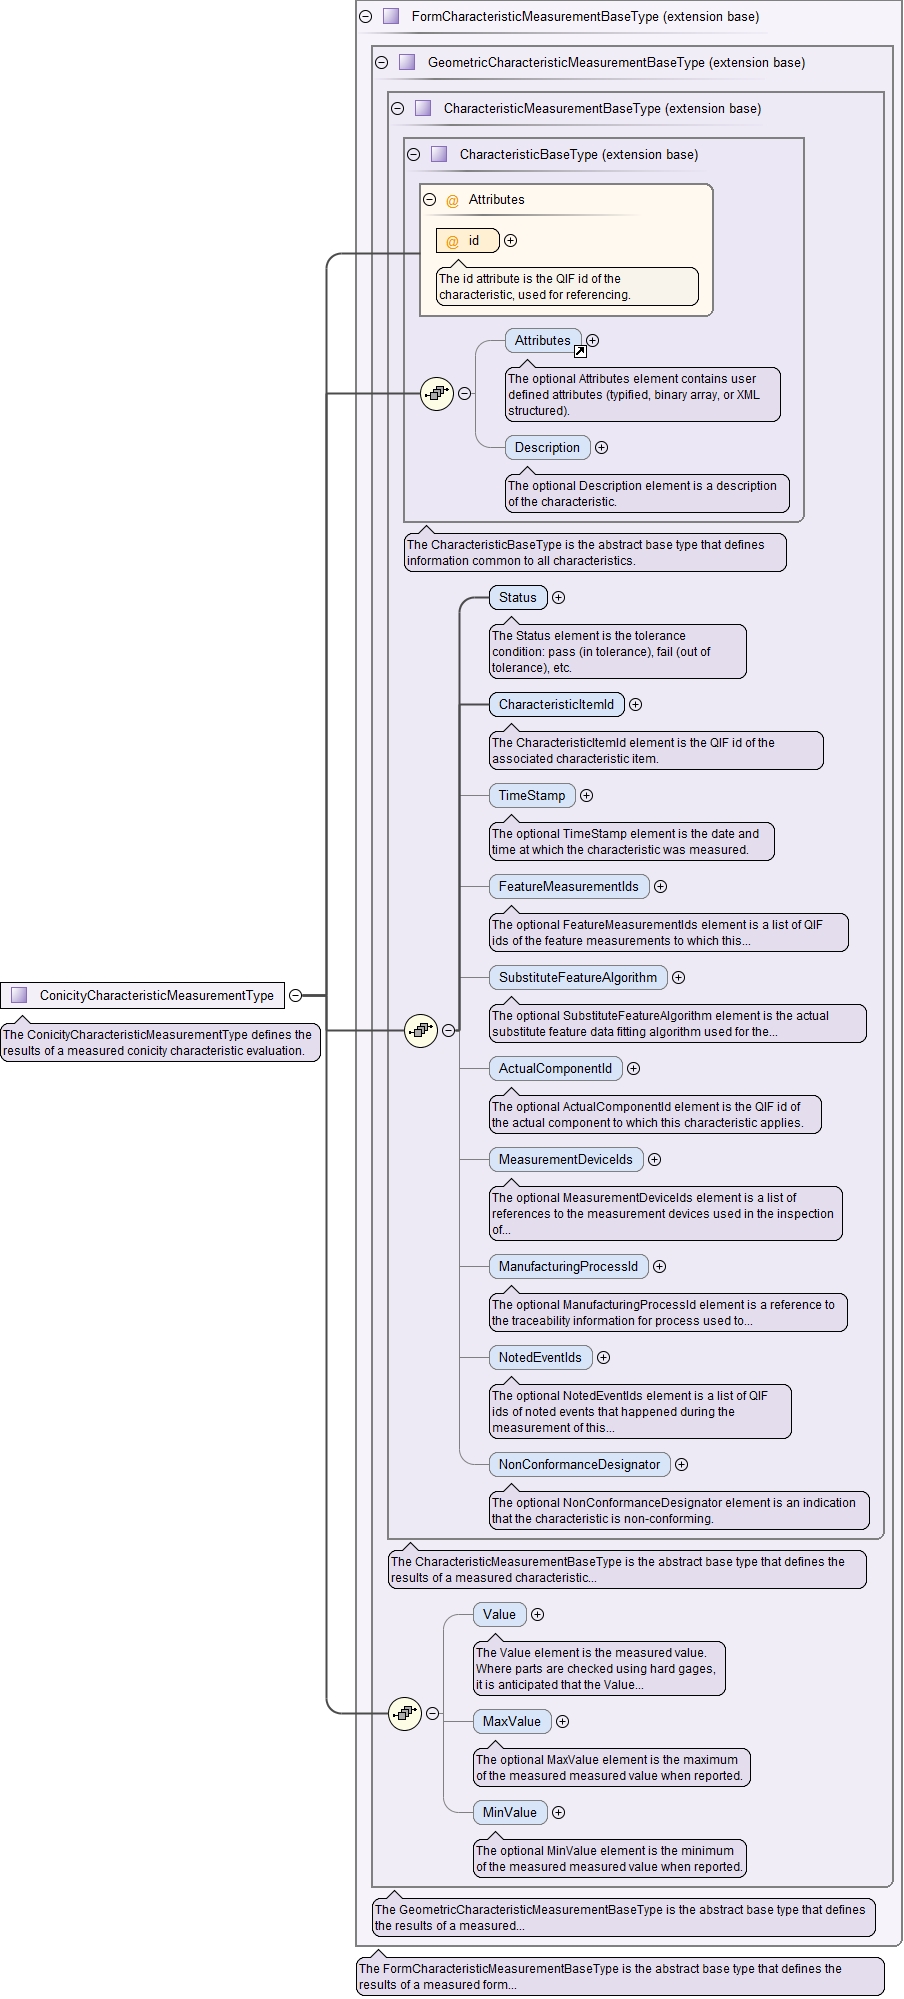 FormCharacteristicMeasurementBaseType (extension base)
GeometricCharacteristicMeasurementBaseType (extension base)
CharacteristicMeasurementBaseType (extension base)
CharacteristicBaseType (extension base)
@ Attributes
@ id
The id attribute is the QIF id of the
characteristic, used for referencing.
Attributes
The optional Attributes element contains user
defined attributes (typified, binary array, or XML
structured).
Description
The optional Description element is a description
of the characteristic.
The CharacteristicBaseType is the abstract base type that defines
information common to all characteristics.
Status
The Status element is the tolerance
condition: pass (in tolerance), fail (out of
tolerance), etc.
CharacteristicItemId
The CharacteristicItemId element is the QIF id of the
associated characteristic item.
TimeStamp
The optional TimeStamp element is the date and
time at which the characteristic was measured.
FeatureMeasurementIds
The optional FeatureMeasurementIds element is a list of QIF
ids of the feature measurements to which this...
SubstituteFeatureAlgorithm
The optional SubstituteFeatureAlgorithm element is the actual
substitute feature data fitting algorithm used for the...
ConicityCharacteristicMeasurementType
The ConicityCharacteristicMeasurementType defines the
results of a measured conicity characteristic evaluation.
ActualComponentId
The optional ActualComponentId element is the QIF id of
the actual component to which this characteristic applies.
MeasurementDeviceIds
The optional MeasurementDeviceIds element is a list of
references to the measurement devices used in the inspection
of...
ManufacturingProcessId
The optional ManufacturingProcessId element is a reference to
the traceability information for process used to...
NotedEventIds
The optional NotedEventIds element is a list of QIF
ids of noted events that happened during the
measurement of this...
NonConformanceDesignator
The optional NonConformanceDesignator element is an indication
that the characteristic is non-conforming.
The CharacteristicMeasurementBaseType is the abstract base type that defines the
results of a measured characteristic...
Value
The Value element is the measured value.
Where parts are checked using hard gages,
it is anticipated that the Value...
MaxValue
The optional MaxValue element is the maximum
of the measured measured value when reported.
MinValue
The optional MinValue element is the minimum
of the measured measured value when reported.
The GeometricCharacteristicMeasurementBaseType is the abstract base type that defines
the results of a measured...
The FormCharacteristicMeasurementBaseType is the abstract base type that defines the
results of a measured form...